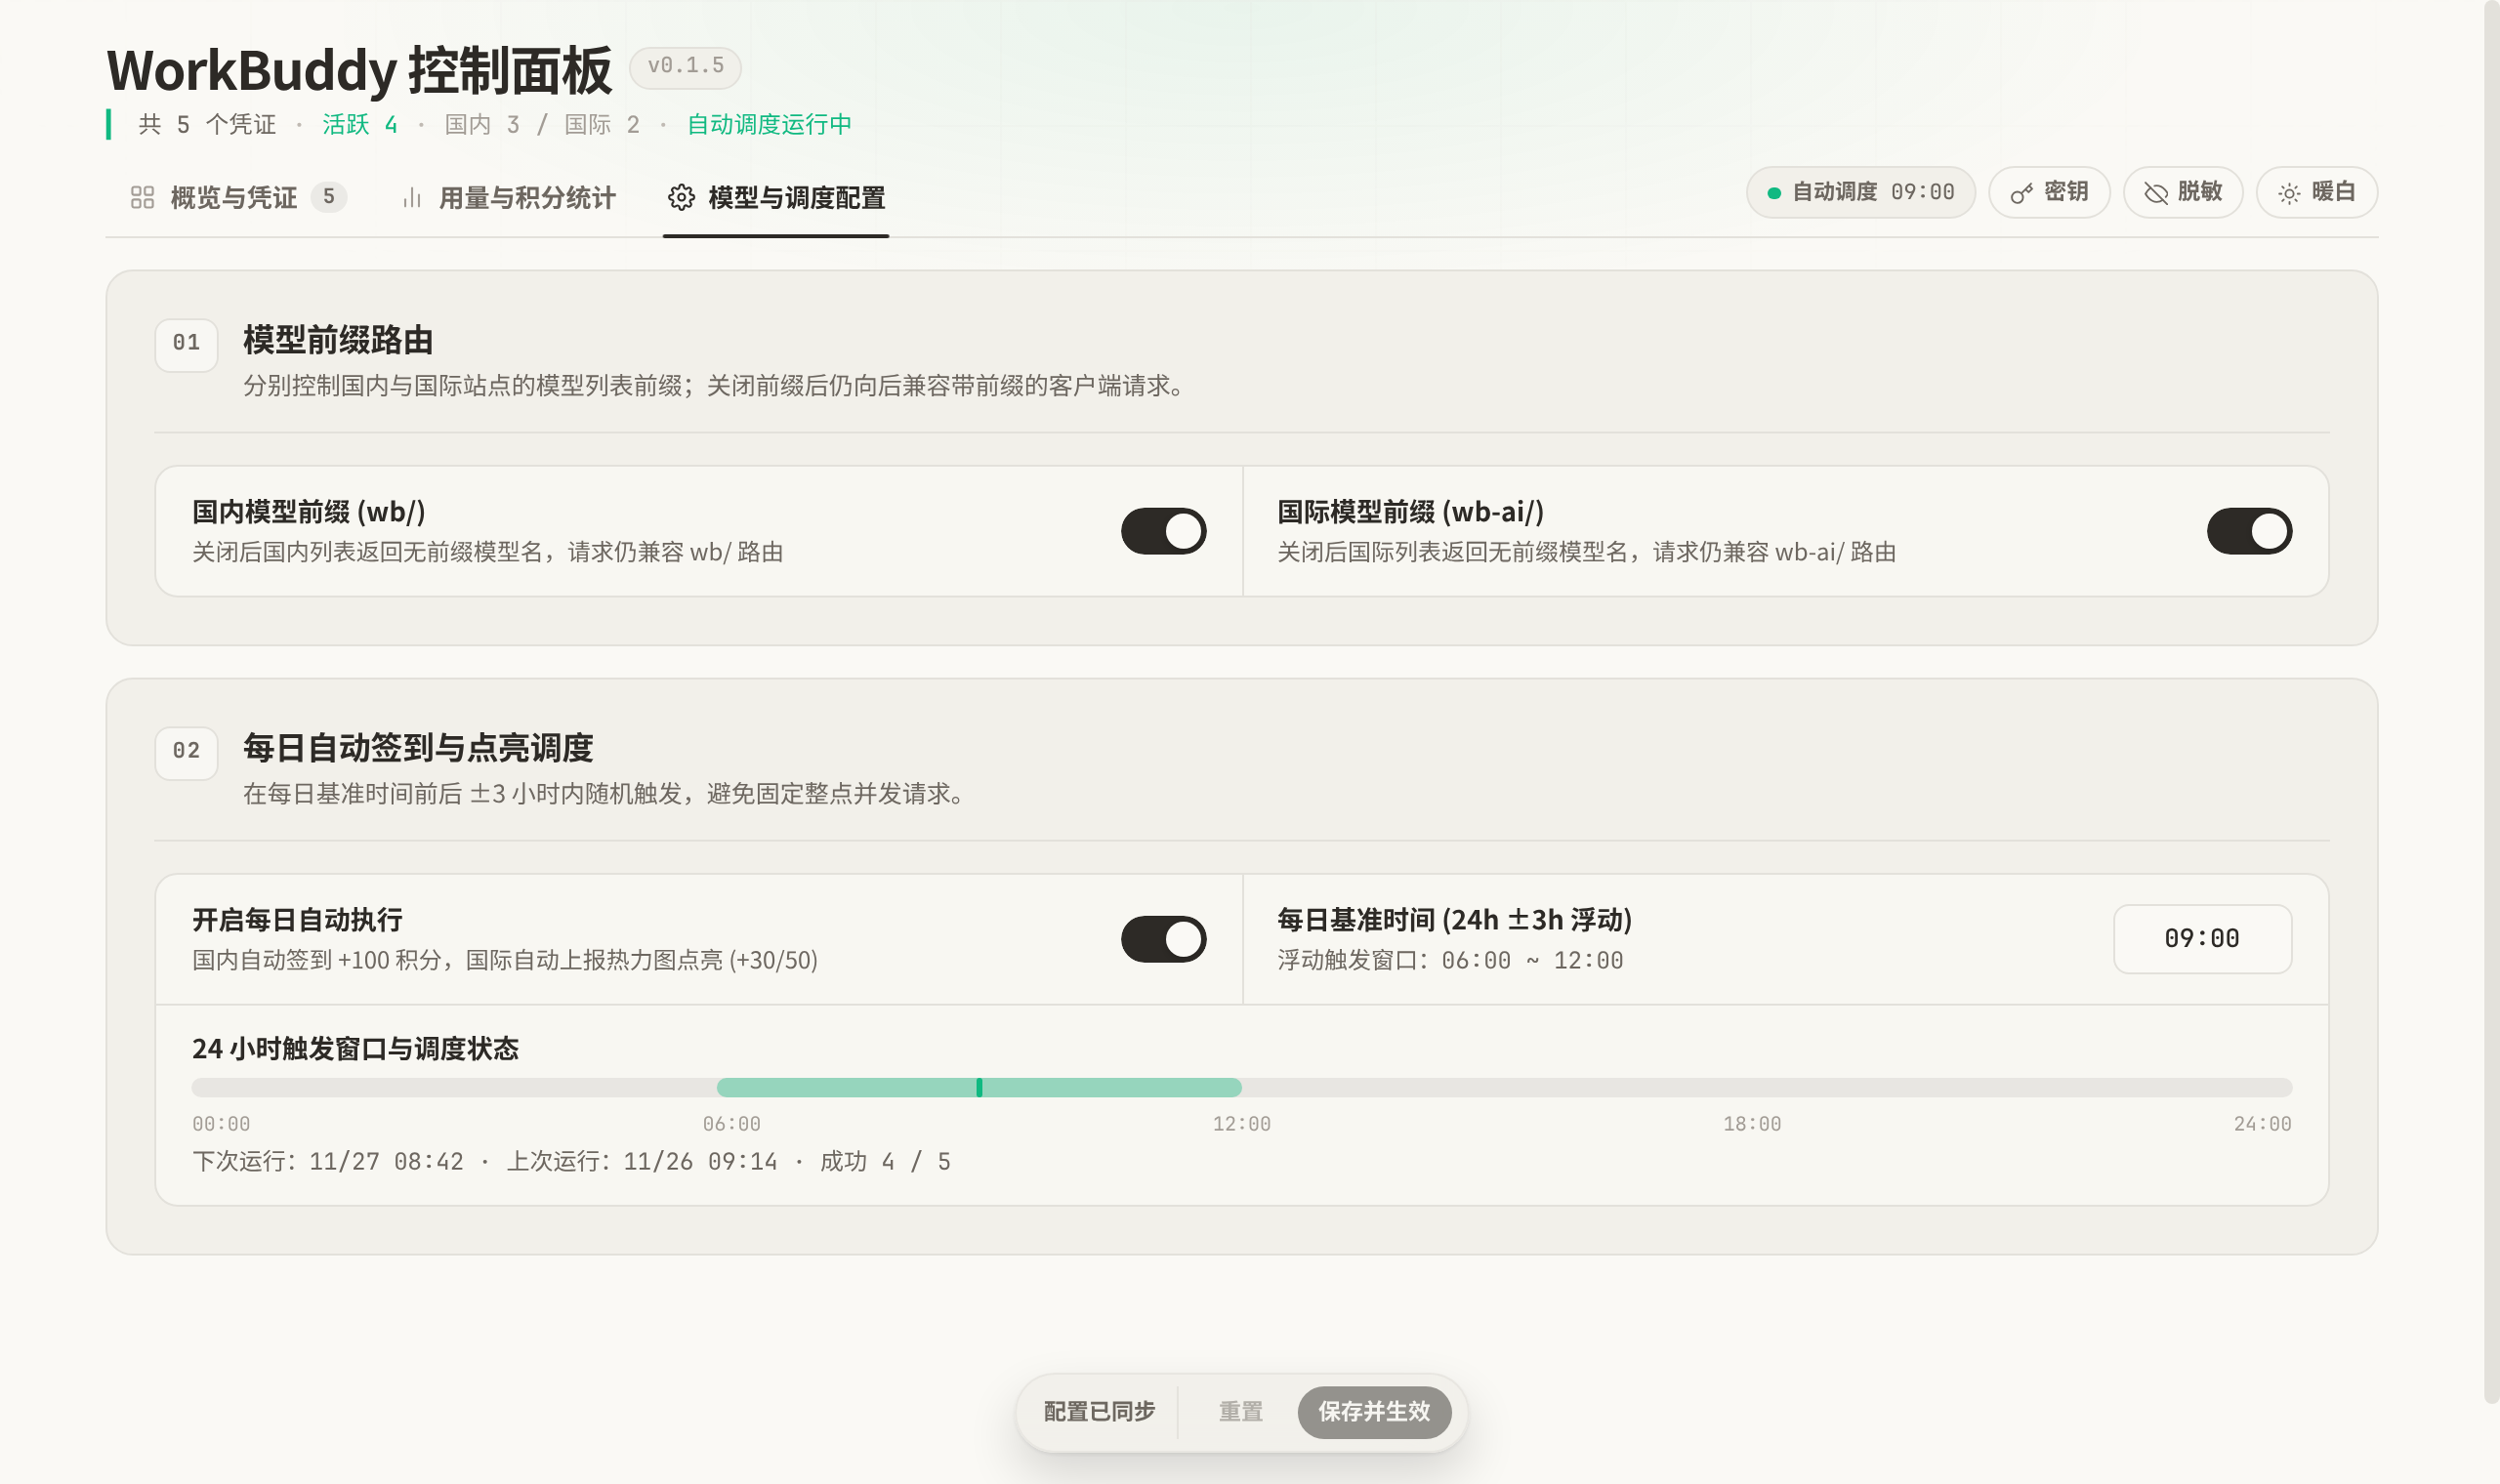 WorkBuddy 控制面板 v0.1.5
共 5 个凭证 · 活跃 4 · 国内 3 / 国际 2 · 自动调度运行中
概览与凭证 5 用量与积分统计 模型与调度配置 自动调度 09:00 密钥 脱敏 暖白
01 模型前缀路由
分别控制国内与国际站点的模型列表前缀；关闭前缀后仍向后兼容带前缀的客户端请求。
国内模型前缀 (wb/)
关闭后国内列表返回无前缀模型名，请求仍兼容 wb/ 路由
国际模型前缀 (wb-ai/)
关闭后国际列表返回无前缀模型名，请求仍兼容 wb-ai/ 路由
02 每日自动签到与点亮调度
在每日基准时间前后 ±3 小时内随机触发，避免固定整点并发请求。
开启每日自动执行
国内自动签到 +100 积分，国际自动上报热力图点亮 (+30/50)
每日基准时间 (24h ±3h 浮动)
浮动触发窗口：06:00 ~ 12:00
09:00
24 小时触发窗口与调度状态
00:00 06:00 12:00 18:00 24:00
下次运行：11/27 08:42 · 上次运行：11/26 09:14 · 成功 4 / 5
配置已同步 重置 保存并生效